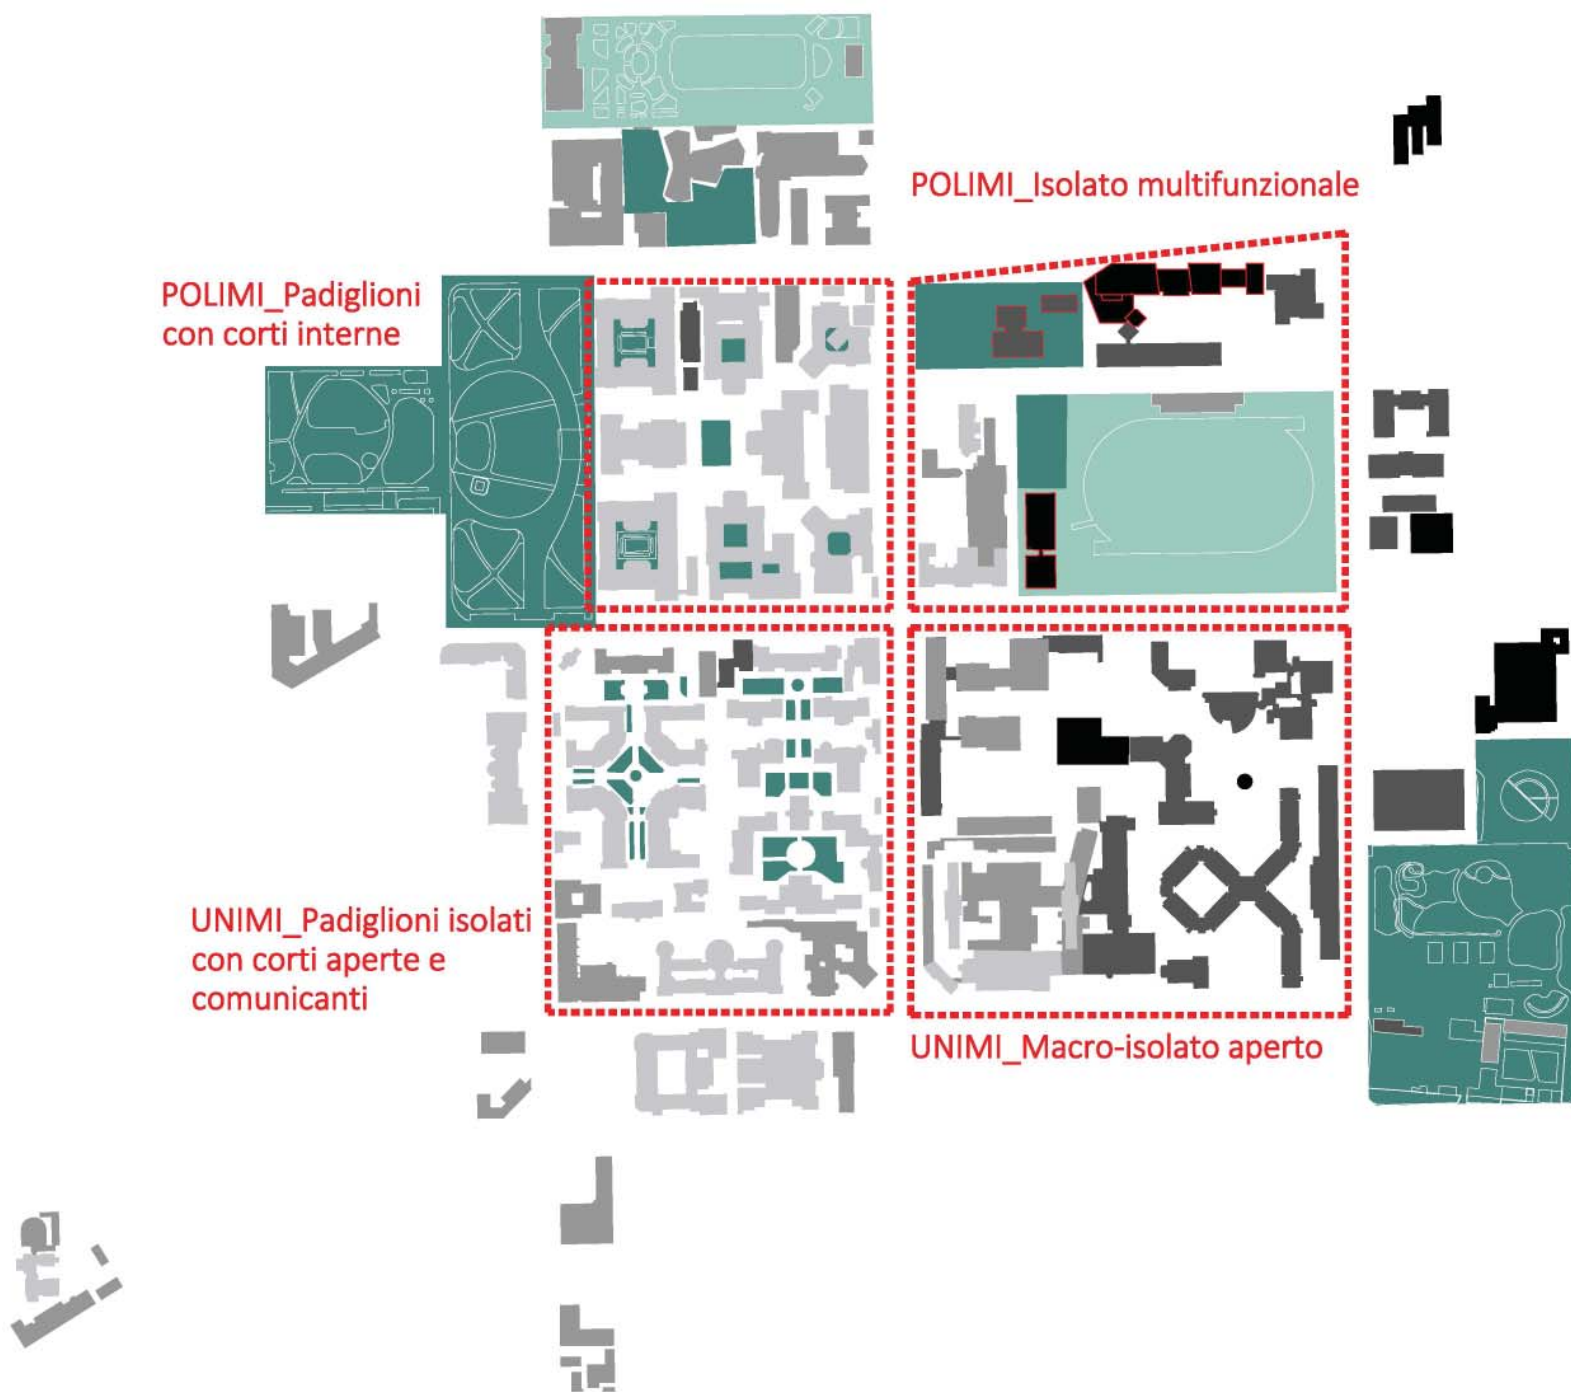 POLIMI_Isolato multifunzionale
POLIMI_Padiglioni
con corti interne
UNIMI_Padiglioni isolati
con corti aperte e
comunicanti
UNIMI_Macro-isolato aperto